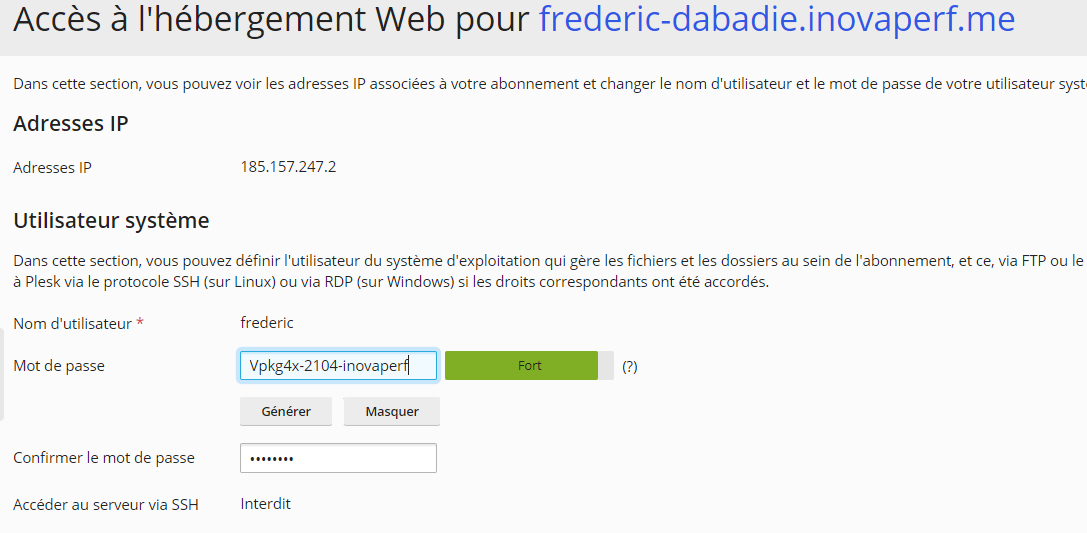 Accès à l'hébergement Web pour frederic-dabadie.inovaperf.me
Dans cette section, vous pouvez voir les adresses IP associées à votre abonnement et changer le nom d'utilisateur et le mot de passe de votre utilisateur systè
Adresses IP
Adresses IP 185.157.247.2
Utilisateur système
Dans cette section, vous pouvez définir l'utilisateur du système d'exploitation qui gère les fichiers et les dossiers au sein de l'abonnement, et ce, via FTP ou le
à Plesk via le protocole SSH (sur Linux) ou via RDP (sur Windows) si les droits correspondants ont été accordés.
Nom d'utilisateur * frederic
Mot de passe Vpkg4x-2104-inovaperf Fort (?)
Générer Masquer
Confirmer le mot de passe ••••••••
Accéder au serveur via SSH Interdit